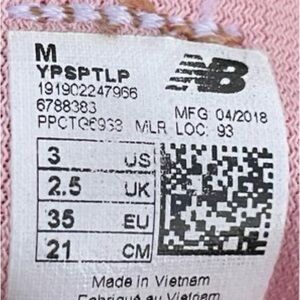 M
NB
YPSPTLP
191902247966
6788383
MFG 04/2018
MLR LOC: 93
3 US
2.5 UK
35 EU
21 CM
Made in Vietnam
Fabriqué au Vietnam